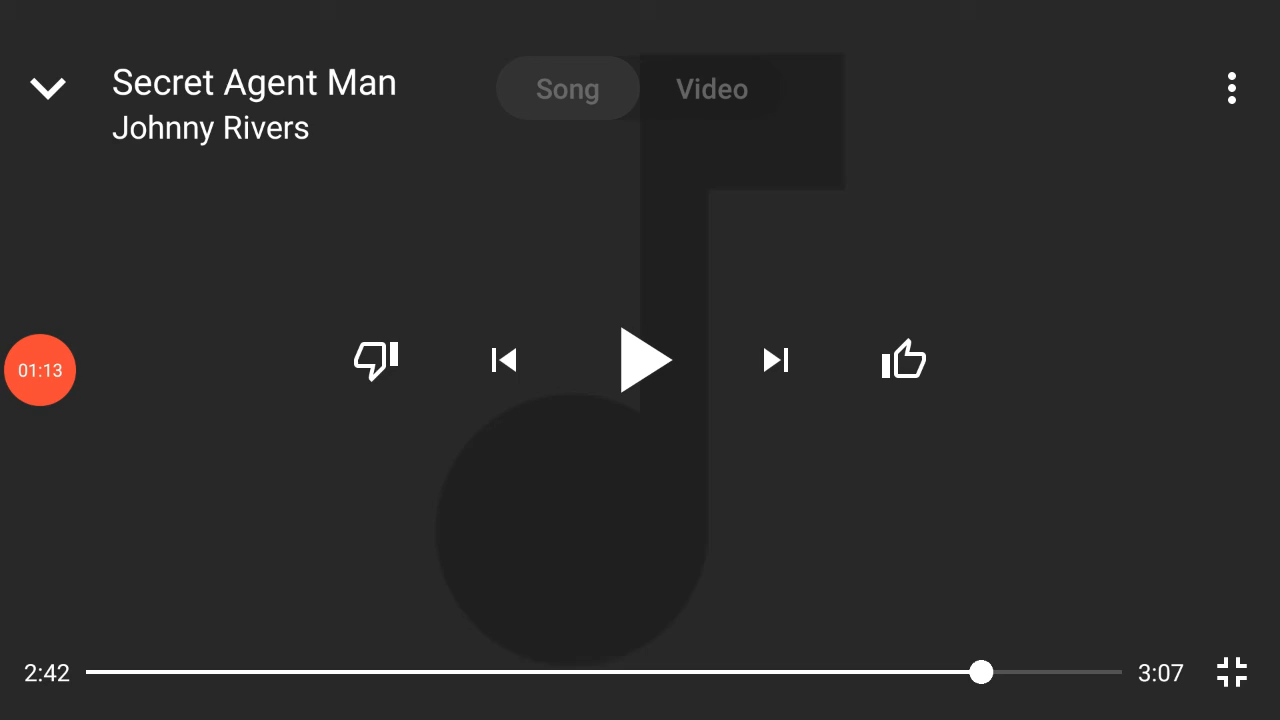 Secret Agent Man
Johnny Rivers
Song
Video
01:13
2:42
3:07